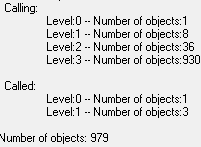 Calling:
Level:0 -- Number of objects:1
Level:1 -- Number of objects:8
Level:2 -- Number of objects:36
Level:3 -- Number of objects:930
Called:
Level:0 -- Number of objects:1
Level:1 -- Number of objects:3
Number of objects: 979